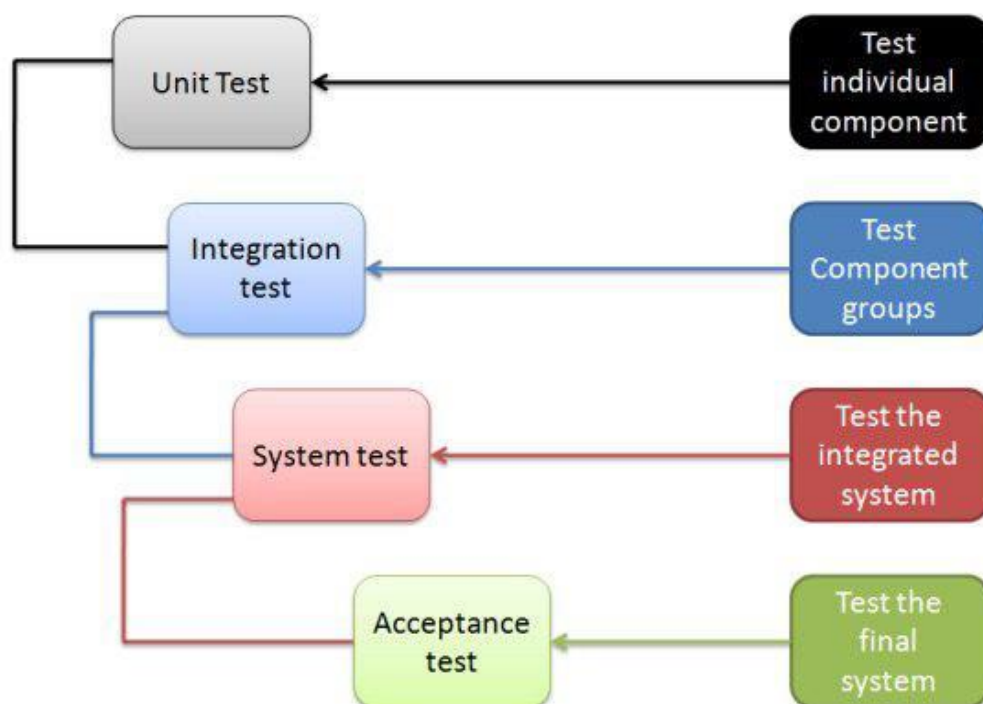 Unit Test
Test
individual
component
Integration
test
Test
Component
groups
System test
Test the
integrated
system
Acceptance
test
Test the
final
system